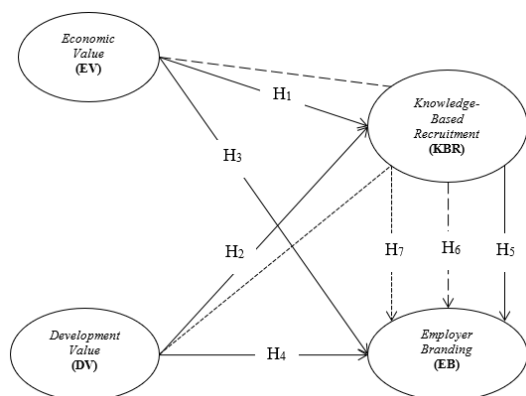 Economic
Value
(EV)
H1
Knowledge-
Based
Recruitment
(KBR)
H3
H2
H7
H6
H5
Development
Value
(DV)
H4
Employer
Branding
(EB)